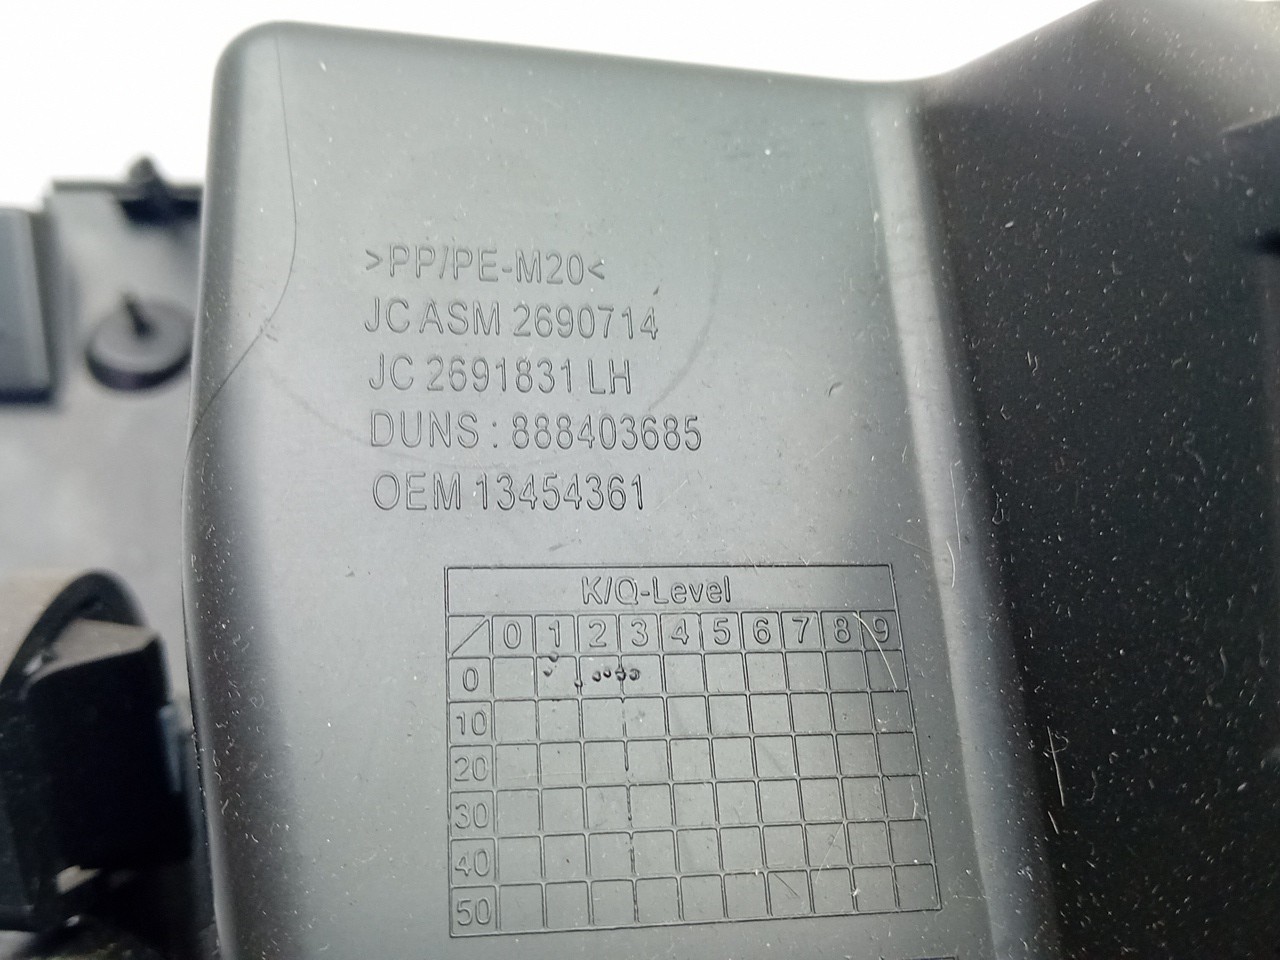 >PP/PE-M20<
JC ASM 2690714
JC 2691831 LH
DUNS : 888403685
OEM 13454361
K/Q-Level
0 1 2 3 4 5 6 7 8 9
0
10
20
30
40
50